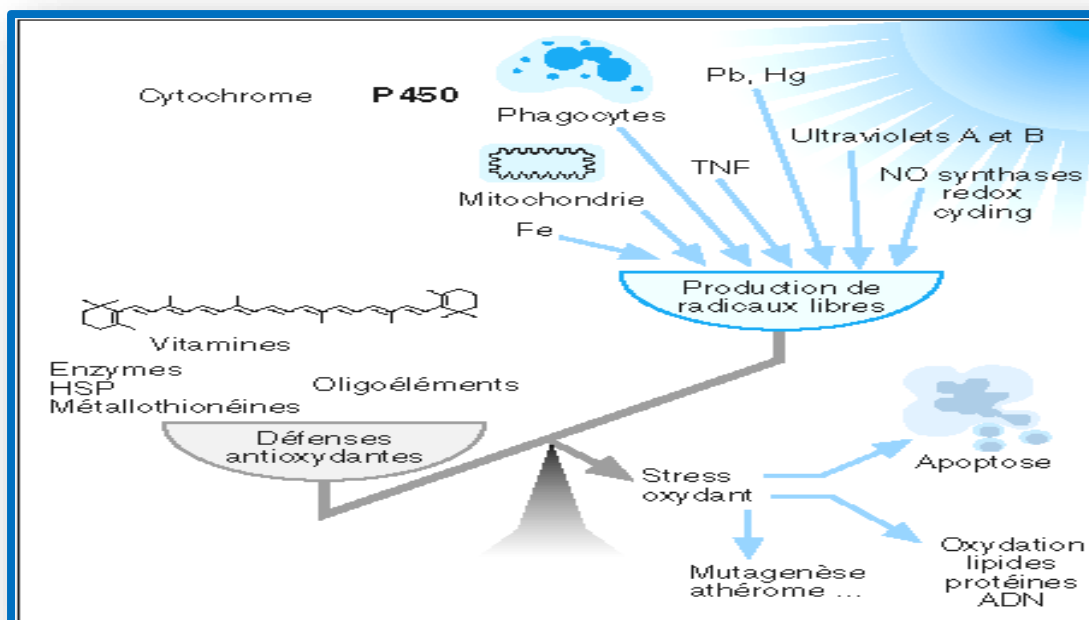 Cytochrome P450
Phagocytes
Pb, Hg
Ultraviolets A et B
TNF
NO synthases
redox
cycling
Mitochondrie
Fe
Production de
radicaux libres
Vitamines
Enzymes
HSP
Métallothionéines
Oligoéléments
Défenses
antioxydantes
Stress
oxydant
Apoptose
Mutagenèse
athérome ...
Oxydation
lipides
protéines
ADN